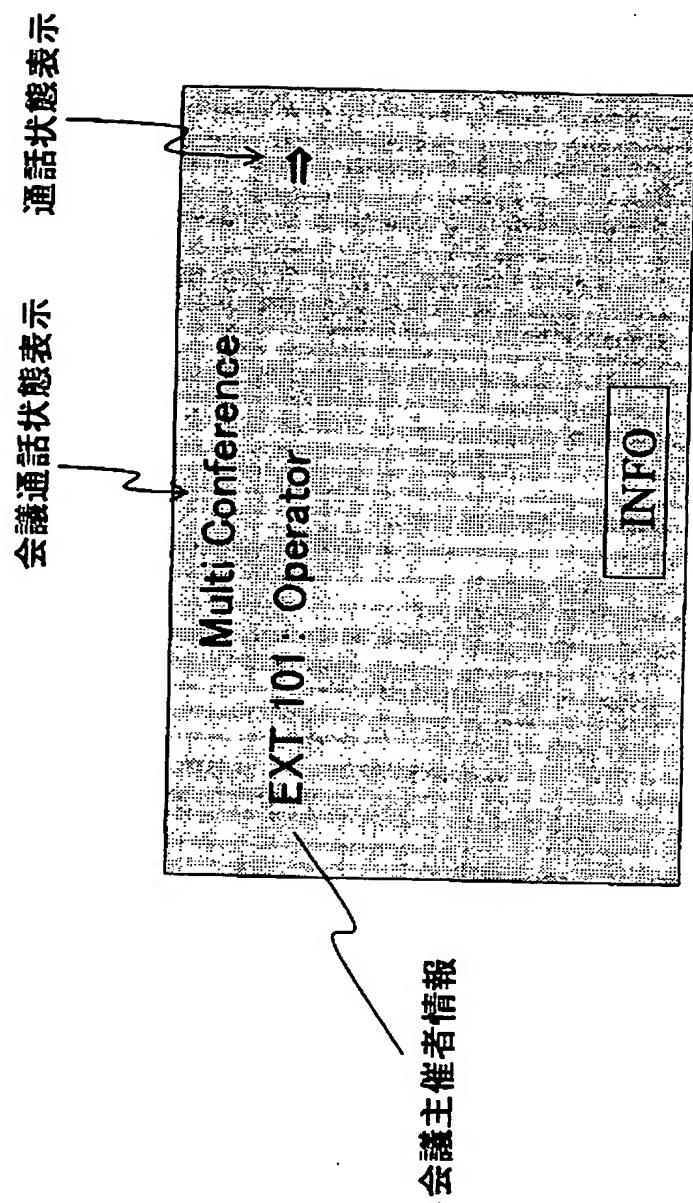 会議通話状態表示
通話状態表示
Multi Conference
EXT 101 : Operator ⇒
INFO
会議主催者情報